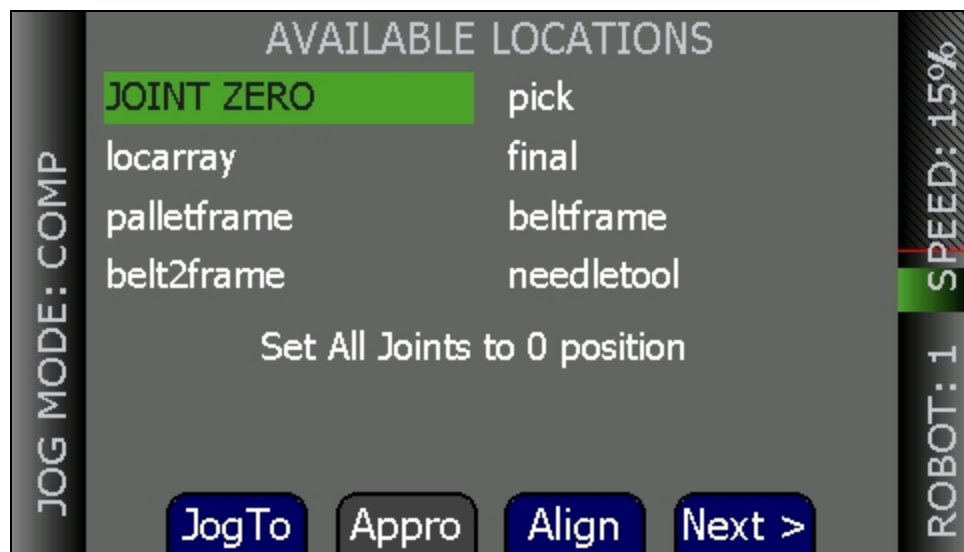 AVAILABLE LOCATIONS
JOINT ZERO
pick
locarray
final
palletframe
beltframe
belt2frame
needletool
Set All Joints to 0 position
JogTo
Appro
Align
Next >
JOG MODE: COMP
SPEED: 15%
ROBOT: 1